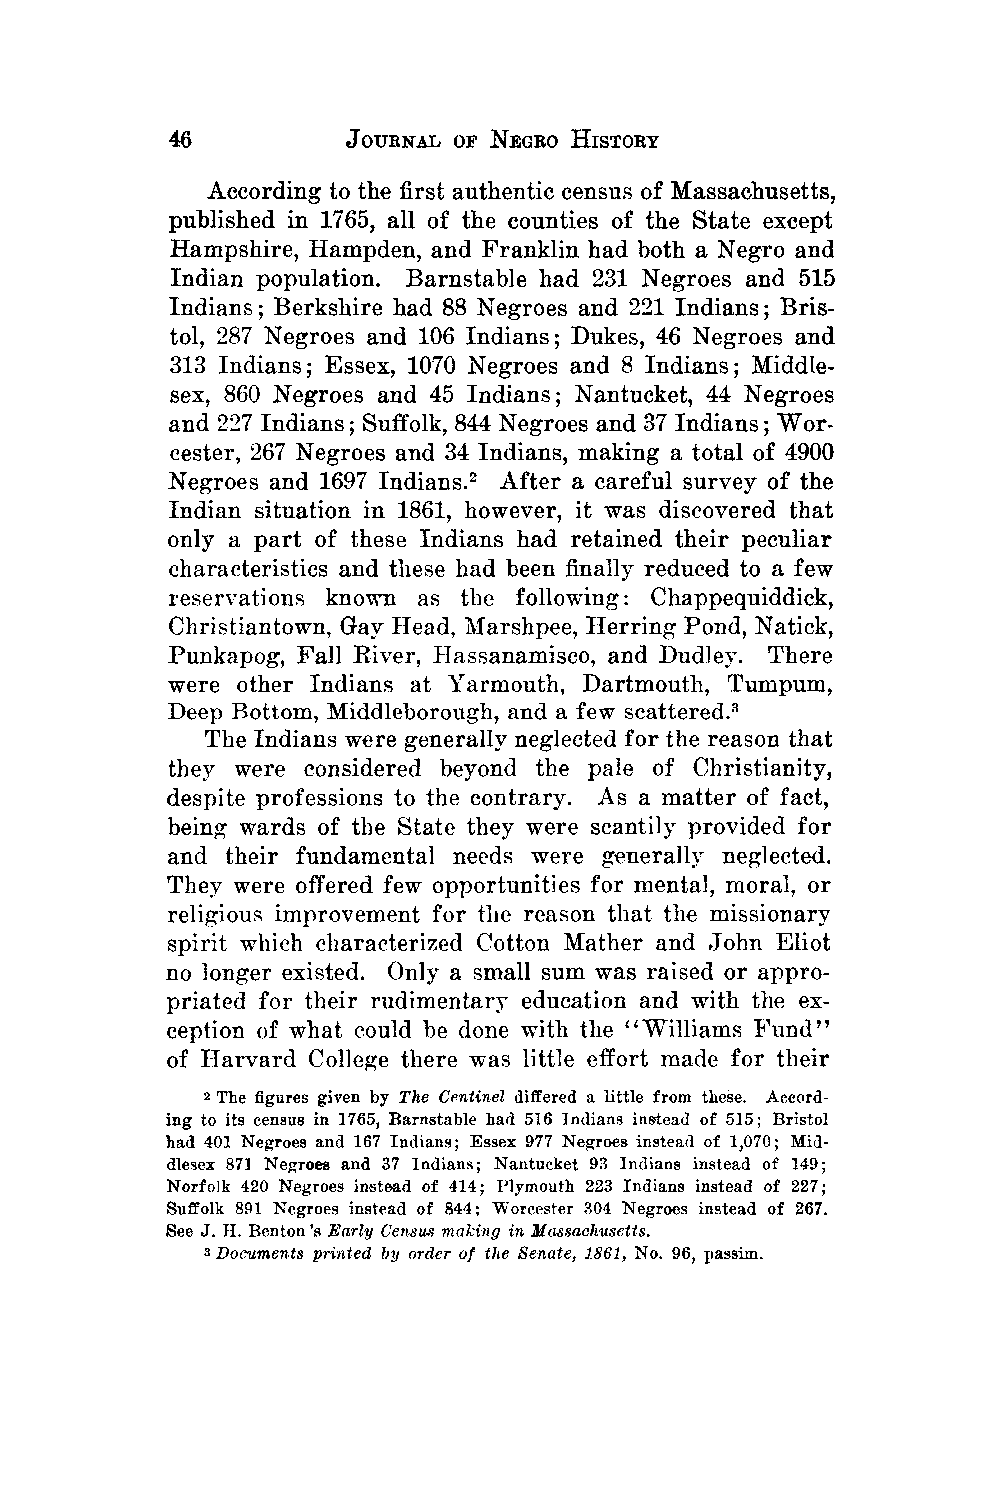 46 JOURNAL OF NEGRO HISTORY
According to the first authentic census of Massachusetts,
published in 1765, all of the counties of the State except
Hampshire, Hampden, and Franklin had both a Negro and
Indian population. Barnstable had 231 Negroes and 515
Indians; Berkshire had 88 Negroes and 221 Indians; Bris-
tol, 287 Negroes and 106 Indians; Dukes, 46 Negroes and
313 Indians; Essex, 1070 Negroes and 8 Indians; Middle-
sex, 860 Negroes and 45 Indians; Nantucket, 44 Negroes
and 227 Indians; Suffolk, 844 Negroes and 37 Indians; Wor-
cester, 267 Negroes and 34 Indians, making a total of 4900
Negroes and 1697 Indians.² After a careful survey of the
Indian situation in 1861, however, it was discovered that
only a part of these Indians had retained their peculiar
characteristics and these had been finally reduced to a few
reservations known as the following: Chappequiddick,
Christiantown, Gay Head, Marshpee, Herring Pond, Natick,
Punkapog, Fall River, Hassanamisco, and Dudley. There
were other Indians at Yarmouth, Dartmouth, Tumpum,
Deep Bottom, Middleborough, and a few scattered.³
The Indians were generally neglected for the reason that
they were considered beyond the pale of Christianity,
despite professions to the contrary. As a matter of fact,
being wards of the State they were scantily provided for
and their fundamental needs were generally neglected.
They were offered few opportunities for mental, moral, or
religious improvement for the reason that the missionary
spirit which characterized Cotton Mather and John Eliot
no longer existed. Only a small sum was raised or appro-
priated for their rudimentary education and with the ex-
ception of what could be done with the "Williams Fund"
of Harvard College there was little effort made for their
² The figures given by The Centinel differed a little from these. Accord-
ing to its census in 1765, Barnstable had 516 Indians instead of 515; Bristol
had 401 Negroes and 167 Indians; Essex 977 Negroes instead of 1,070; Mid-
dlesex 871 Negroes and 37 Indians; Nantucket 93 Indians instead of 149;
Norfolk 420 Negroes instead of 414; Plymouth 223 Indians instead of 227;
Suffolk 891 Negroes instead of 844; Worcester 304 Negroes instead of 267.
See J. H. Benton's Early Census making in Massachusetts.
³ Documents printed by order of the Senate, 1861, No. 96, passim.